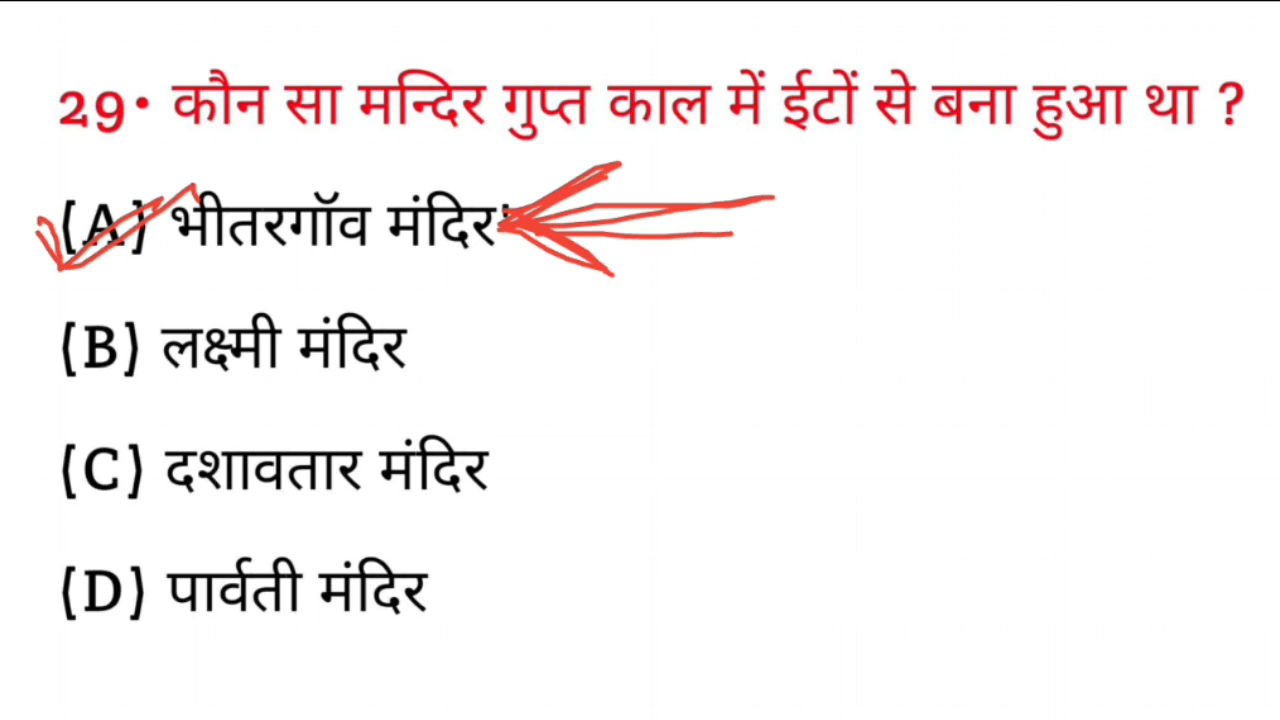 29• कौन सा मन्दिर गुप्त काल में ईटों से बना हुआ था ?
(A) भीतरगॉव मंदिर
(B) लक्ष्मी मंदिर
(C) दशावतार मंदिर
(D) पार्वती मंदिर